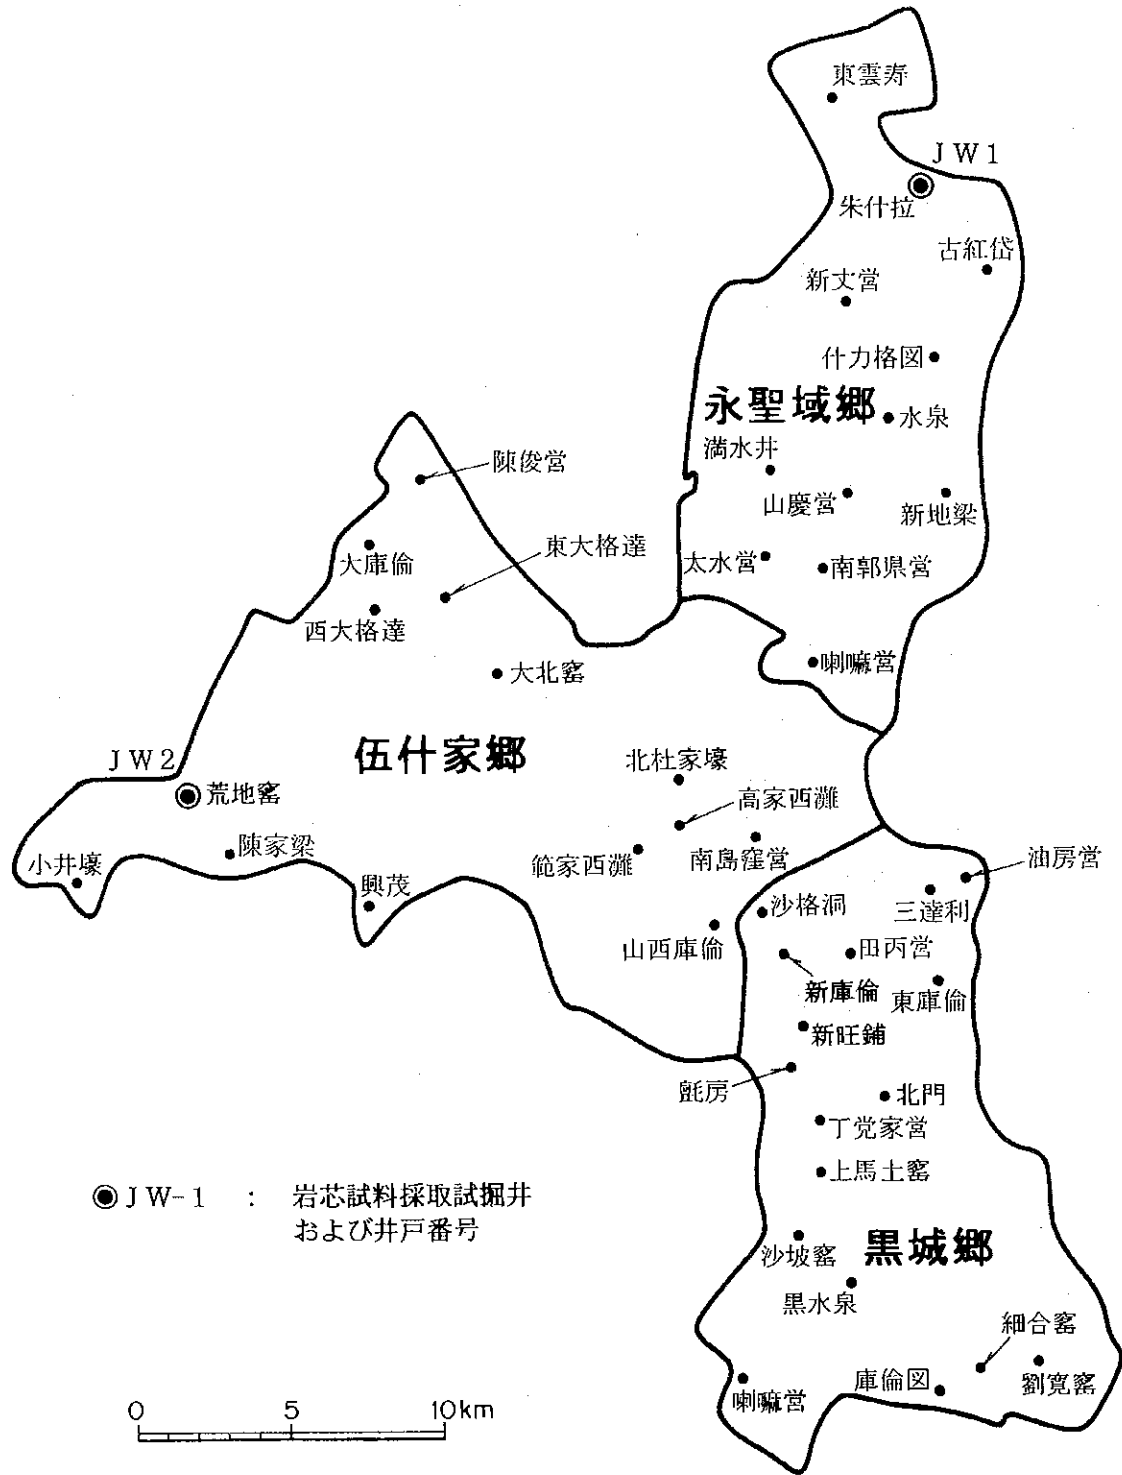 東雲寿
JW1
朱什拉
古紅岱
新丈営
什力格図
永聖域郷
水泉
満水井
陳俊営
山慶営
新地梁
東大格達
大庫倫
太水営
南郭県営
西大格達
喇嘛営
大北窰
伍什家郷
JW2
北杜家壕
荒地窰
高家西灘
陳家梁
小井壕
範家西灘
南島窪営
油房営
興茂
沙格洞
三達利
山西庫倫
田丙営
新庫倫
東庫倫
新旺鋪
氈房
北門
丁党家営
上馬土窰
JW-1 : 岩芯試料採取試掘井
および井戸番号
沙坡窰
黒城郷
黒水泉
細合窰
庫倫図
劉寛窰
喇嘛営
0 5 10km